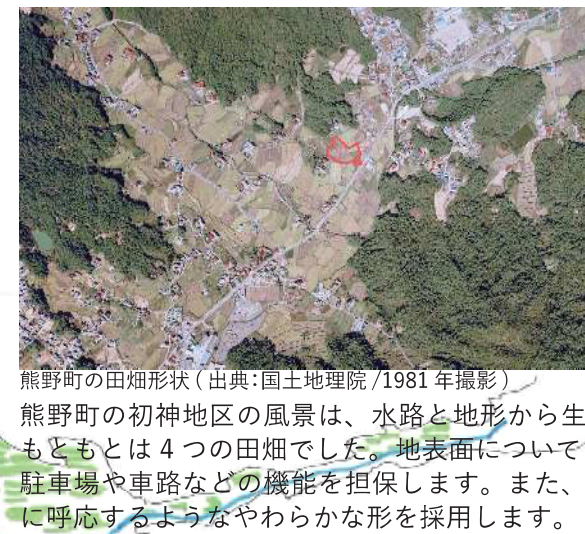 熊野町の田畑形状 ( 出典：国土地理院 /1981 年撮影 )
熊野町の初神地区の風景は、水路と地形から生
もともとは 4 つの田畑でした。地表面について
駐車場や車路などの機能を担保します。また、
に呼応するようなやわらかな形を採用します。